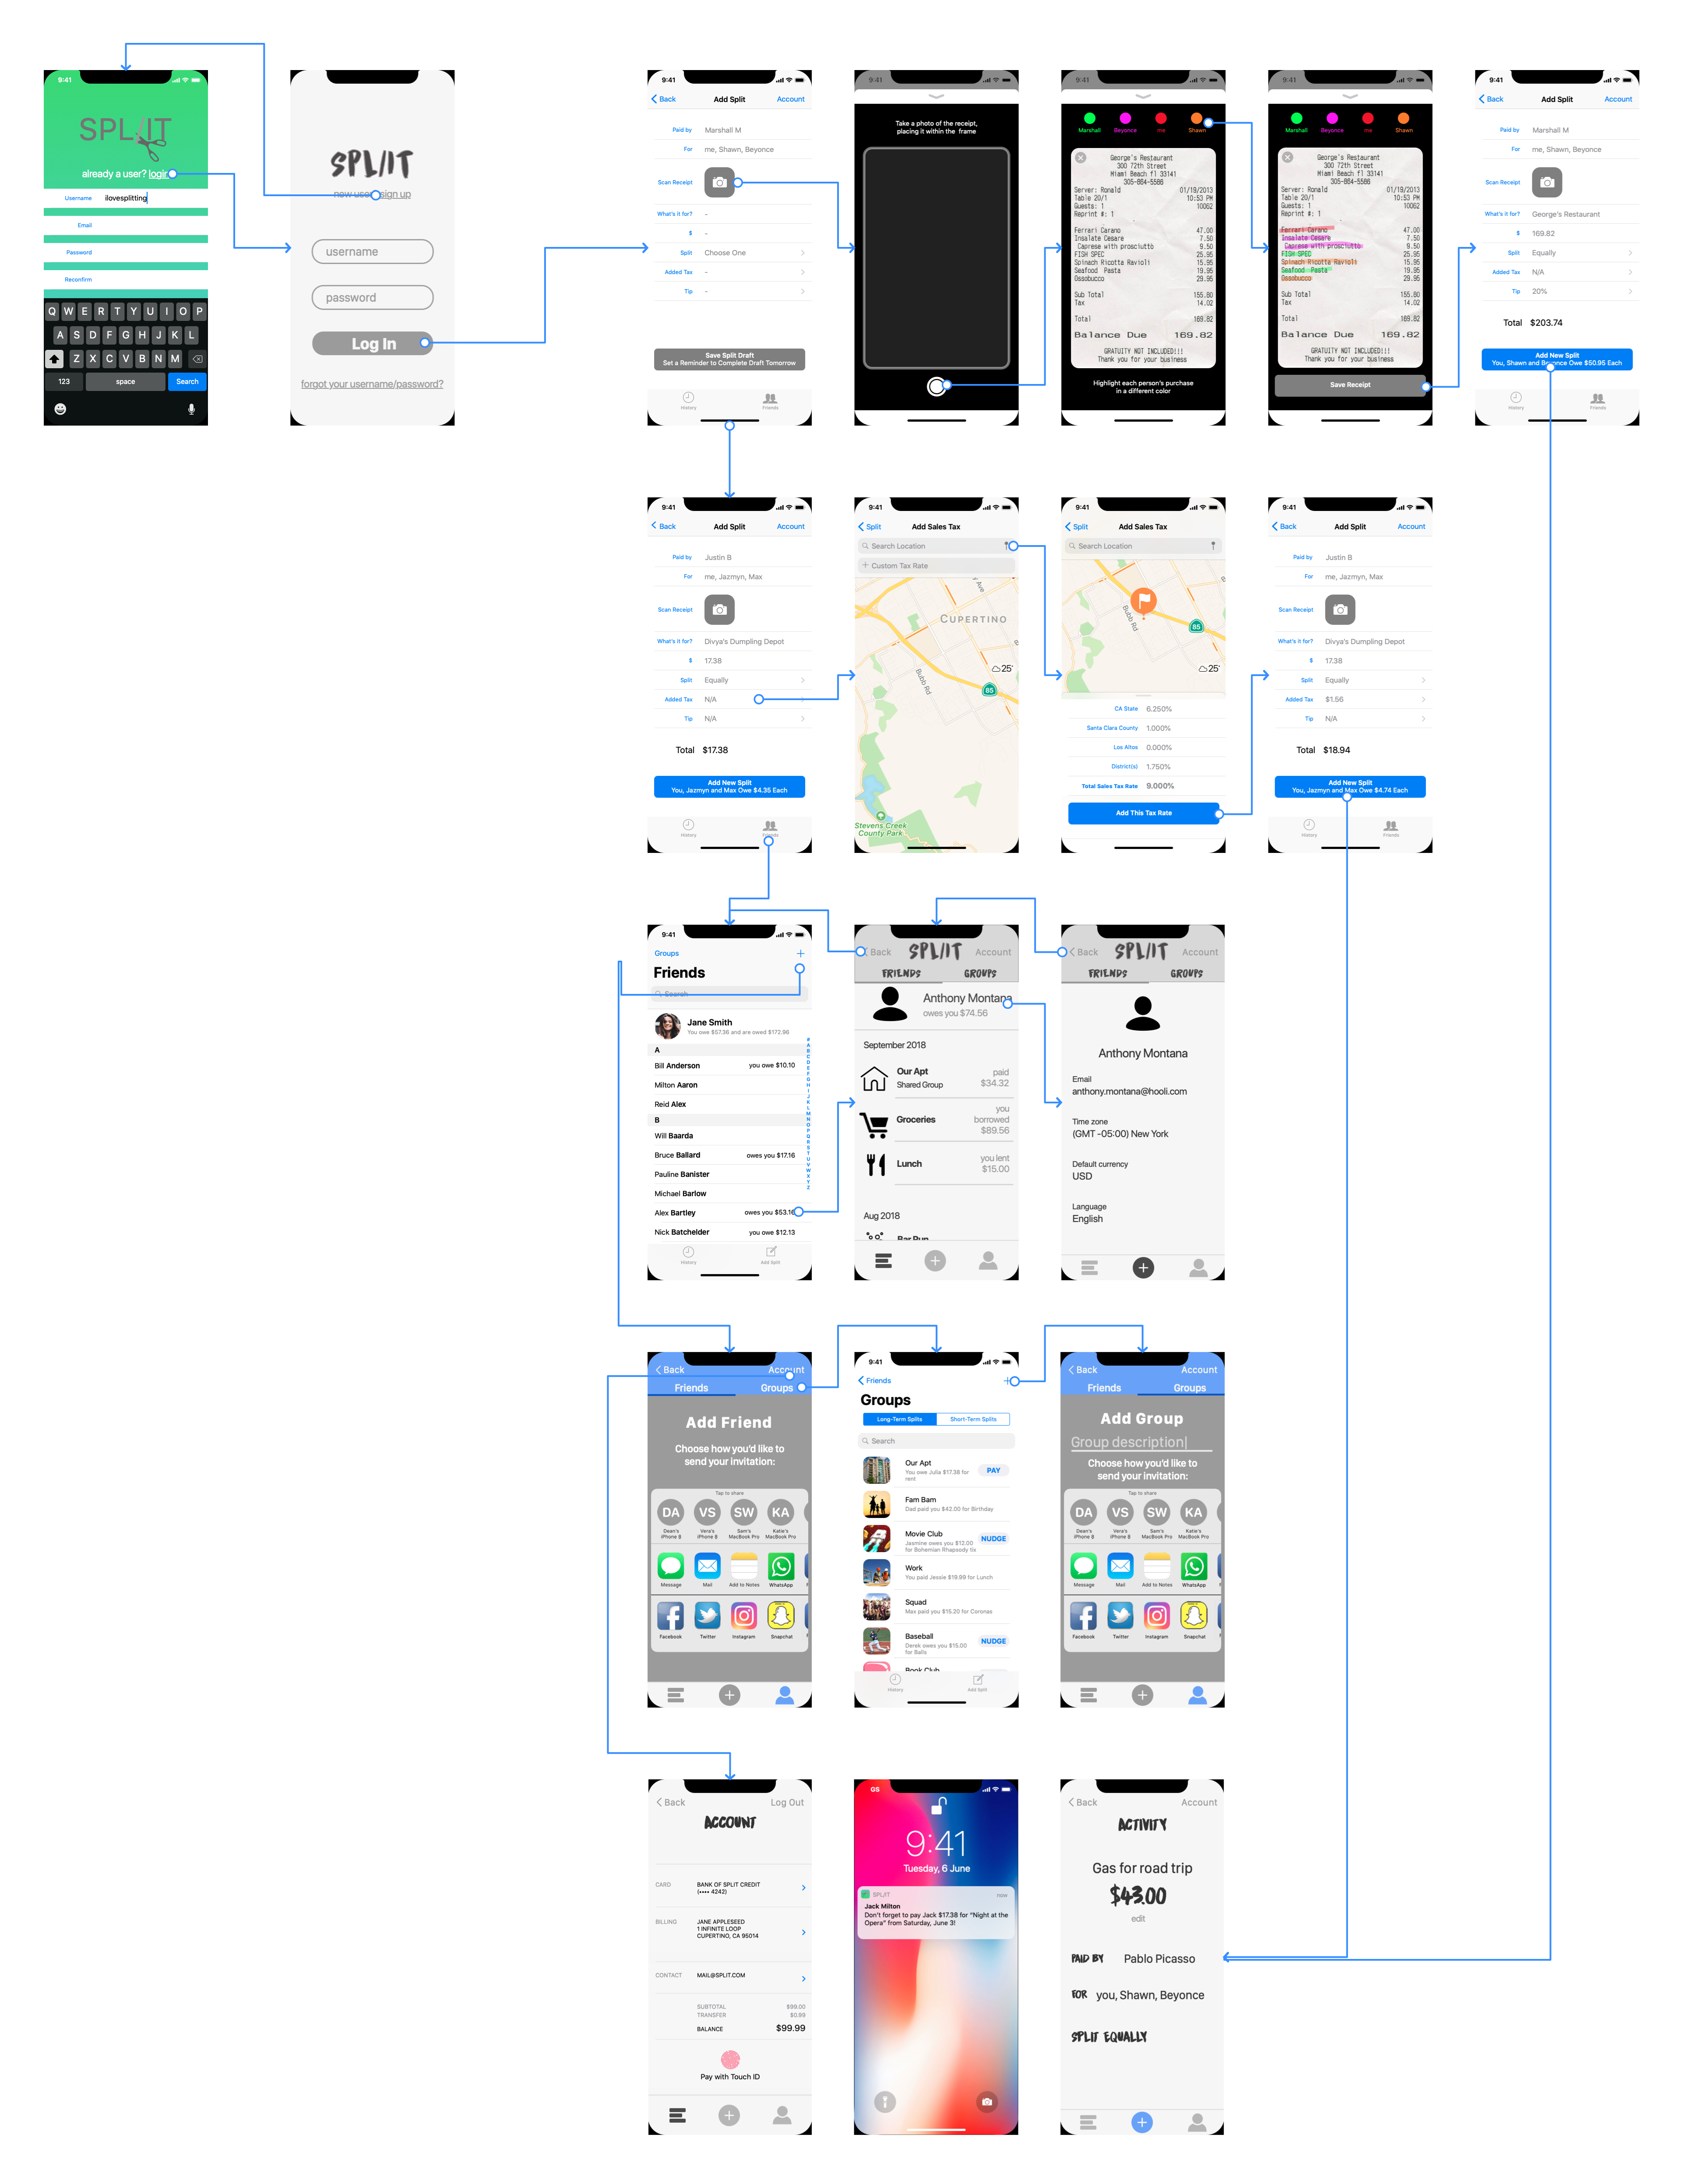 9:41
SPL/IT
already a user? login
Username ilovesplitting
Email
Password
Reconfirm
Q W E R T Y U I O P
A S D F G H J K L
Z X C V B N M
123 space Search
SPL/IT
new user? sign up
username
password
Log In
forgot your username/password?
9:41
Back Add Split Account
Paid by Marshall M
For me, Shawn, Beyonce
Scan Receipt
What's it for? -
$ -
Split Choose One
Added Tax -
Tip -
Save Split Draft
Set a Reminder to Complete Draft Tomorrow
History Friends
9:41
Take a photo of the receipt,
placing it within the frame
9:41
Marshall Beyonce me Shawn
George's Restaurant
300 72th Street
Miami Beach fl 33141
305-864-5586
Server: Ronald 01/19/2013
Table 20/1 10:53 PM
Guests: 1 10062
Reprint #: 1
Ferrari Carano 47.00
Insalate Cesare 7.50
Caprese with prosciutto 9.50
FISH SPEC 25.95
Spinach Ricotta Ravioli 15.95
Seafood Pasta 19.95
Ossobucco 29.95
Sub Total 155.80
Tax 14.02
Total 169.82
Balance Due 169.82
GRATUITY NOT INCLUDED!!!
Thank you for your business
Highlight each person's purchase
in a different color
9:41
Marshall Beyonce me Shawn
George's Restaurant
300 72th Street
Miami Beach fl 33141
305-864-5586
Server: Ronald 01/19/2013
Table 20/1 10:53 PM
Guests: 1 10062
Reprint #: 1
Ferrari Carano 47.00
Insalate Cesare 7.50
Caprese with prosciutto 9.50
FISH SPEC 25.95
Spinach Ricotta Ravioli 15.95
Seafood Pasta 19.95
Ossobucco 29.95
Sub Total 155.80
Tax 14.02
Total 169.82
Balance Due 169.82
GRATUITY NOT INCLUDED!!!
Thank you for your business
Save Receipt
9:41
Back Add Split Account
Paid by Marshall M
For me, Shawn, Beyonce
Scan Receipt
What's it for? George's Restaurant
$ 169.82
Split Equally
Added Tax N/A
Tip 20%
Total $203.74
Add New Split
You, Shawn and Beyonce Owe $50.95 Each
History Friends
9:41
Back Add Split Account
Paid by Justin B
For me, Jazmyn, Max
Scan Receipt
What's it for? Divya's Dumpling Depot
$ 17.38
Split Equally
Added Tax N/A
Tip N/A
Total $17.38
Add New Split
You, Jazmyn and Max Owe $4.35 Each
History Friends
9:41
Split Add Sales Tax
Search Location
Custom Tax Rate
Ave
CUPERTINO
25°
Bubb Rd
85
Stevens Creek
County Park
9:41
Split Add Sales Tax
Search Location
Bubb Rd
85
25°
CA State 6.250%
Santa Clara County 1.000%
Los Altos 0.000%
District(s) 1.750%
Total Sales Tax Rate 9.000%
Add This Tax Rate
9:41
Back Add Split Account
Paid by Justin B
For me, Jazmyn, Max
Scan Receipt
What's it for? Divya's Dumpling Depot
$ 17.38
Split Equally
Added Tax $1.56
Tip N/A
Total $18.94
Add New Split
You, Jazmyn and Max Owe $4.74 Each
History Friends
9:41
Groups +
Friends
Search
Jane Smith
You owe $57.36 and are owed $172.96
A
Bill Anderson you owe $10.10
Milton Aaron
Reid Alex
B
Will Baarda
Bruce Ballard owes you $17.16
Pauline Banister
Michael Barlow
Alex Bartley owes you $53.16
Nick Batchelder you owe $12.13
# A B C D E F G H I J K L M N O P Q R S T U V W X Y Z
History Add Split
Back SPL/IT Account
FRIENDS GROUPS
Anthony Montana
owes you $74.56
September 2018
Our Apt paid
Shared Group $34.32
Groceries you
borrowed
$89.56
Lunch you lent
$15.00
Aug 2018
Bar Run
Back SPL/IT Account
FRIENDS GROUPS
Anthony Montana
Email
anthony.montana@hooli.com
Time zone
(GMT -05:00) New York
Default currency
USD
Language
English
Back Account
Friends Groups
Add Friend
Choose how you'd like to
send your invitation:
Tap to share
DA VS SW KA
Dean's Vera's Sam's Katie's
iPhone 8 iPhone 8 MacBook Pro MacBook Pro
Message Mail Add to Notes WhatsApp
Facebook Twitter Instagram Snapchat
9:41
Friends +
Groups
Long-Term Splits Short-Term Splits
Search
Our Apt
You owe Julia $17.38 for
rent
PAY
Fam Bam
Dad paid you $42.00 for Birthday
Movie Club
Jasmine owes you $12.00
for Bohemian Rhapsody tix
NUDGE
Work
You paid Jessie $19.99 for Lunch
Squad
Max paid you $15.20 for Coronas
Baseball
Derek owes you $15.00
for Balls
NUDGE
Book Club
History Add Split
Back Account
Friends Groups
Add Group
Group description|
Choose how you'd like to
send your invitation:
Tap to share
DA VS SW KA
Dean's Vera's Sam's Katie's
iPhone 8 iPhone 8 MacBook Pro MacBook Pro
Message Mail Add to Notes WhatsApp
Facebook Twitter Instagram Snapchat
Back Log Out
ACCOUNT
CARD BANK OF SPLIT CREDIT
(•••• 4242)
BILLING JANE APPLESEED
1 INFINITE LOOP
CUPERTINO, CA 95014
CONTACT MAIL@SPLIT.COM
SUBTOTAL $99.00
TRANSFER $0.99
BALANCE $99.99
Pay with Touch ID
GS
9:41
Tuesday, 6 June
SPL/IT now
Jack Milton
Don't forget to pay Jack $17.38 for "Night at the
Opera" from Saturday, June 3!
Back Account
ACTIVITY
Gas for road trip
$43.00
edit
PAID BY Pablo Picasso
FOR you, Shawn, Beyonce
SPLIT EQUALLY